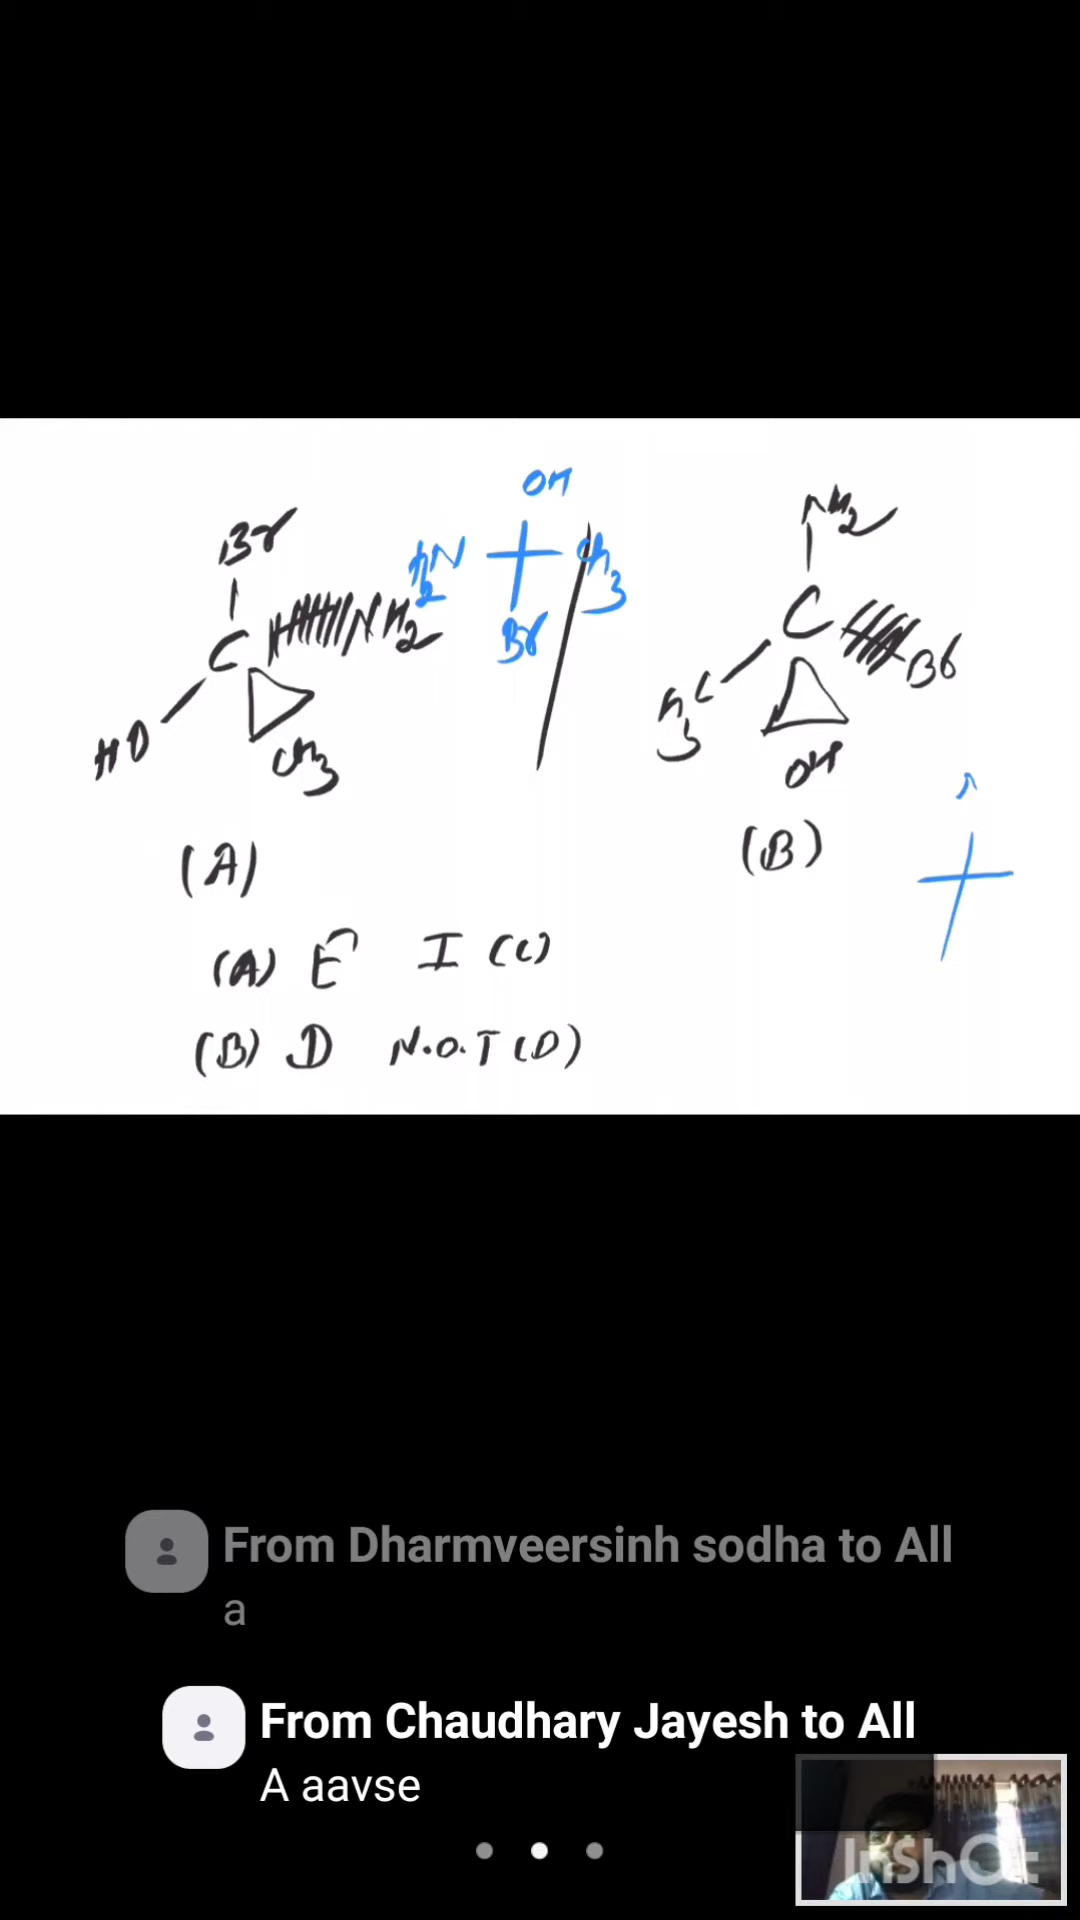 OH
Br
H2N
CH3
NH2
C
NH2
Br
C
Br
HO
CH3
H3C
OH
(A)
(B)
(A) E
I (C)
(B) D
N.O.T (D)
From Dharmveersinh sodha to All
a
From Chaudhary Jayesh to All
A aavse
InShOt